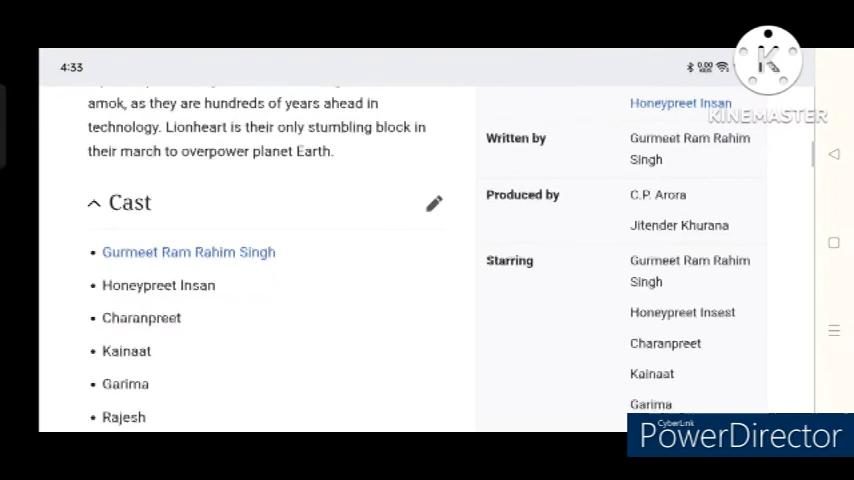 4:33
0.00
K
KINEMASTER
amok, as they are hundreds of years ahead in
technology. Lionheart is their only stumbling block in
their march to overpower planet Earth.
Cast
• Gurmeet Ram Rahim Singh
• Honeypreet Insan
• Charanpreet
• Kainaat
• Garima
• Rajesh
Honeypreet Insan
Written by
Gurmeet Ram Rahim
Singh
Produced by
C.P. Arora
Jitender Khurana
Starring
Gurmeet Ram Rahim
Singh
Honeypreet Insest
Charanpreet
Kainaat
Garima
CyberLink
PowerDirector